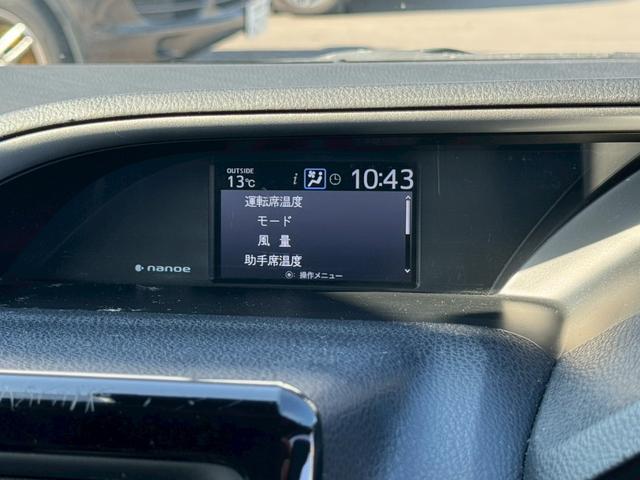 OUTSIDE
13℃ i 10:43
運転席温度
モード
風 量
助手席温度
操作メニュー
nanoe